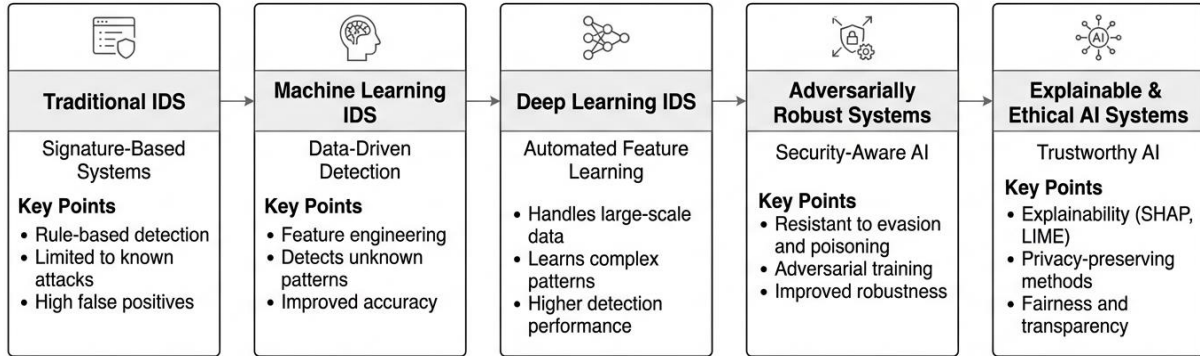 Traditional IDS
Signature-Based
Systems
Key Points
• Rule-based detection
• Limited to known
attacks
• High false positives
Machine Learning
IDS
Data-Driven
Detection
Key Points
• Feature engineering
• Detects unknown
patterns
• Improved accuracy
Deep Learning IDS
Automated Feature
Learning
• Handles large-scale
data
• Learns complex
patterns
• Higher detection
performance
Adversarially
Robust Systems
Security-Aware AI
Key Points
• Resistant to evasion
and poisoning
• Adversarial training
• Improved robustness
AI
Explainable &
Ethical AI Systems
Trustworthy AI
Key Points
• Explainability (SHAP,
LIME)
• Privacy-preserving
methods
• Fairness and
transparency